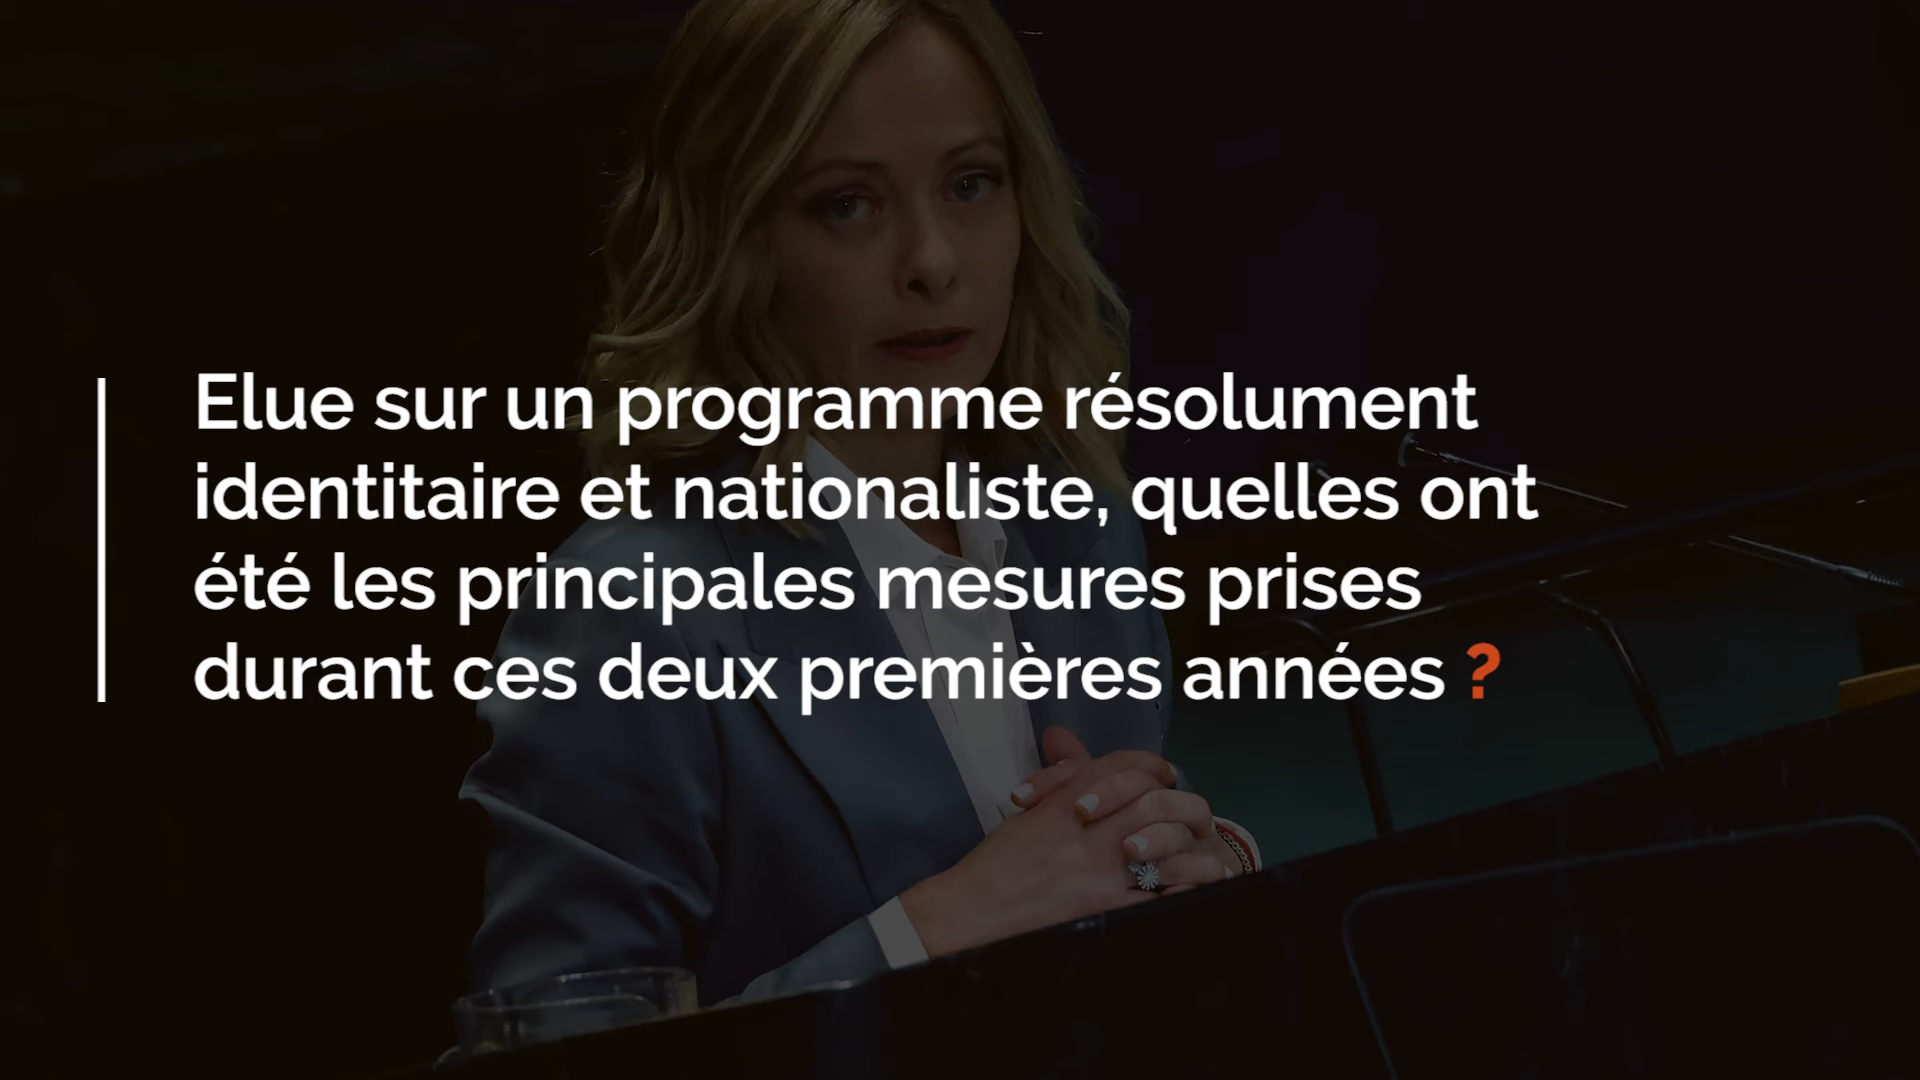 Elue sur un programme résolument
identitaire et nationaliste, quelles ont
été les principales mesures prises
durant ces deux premières années ?